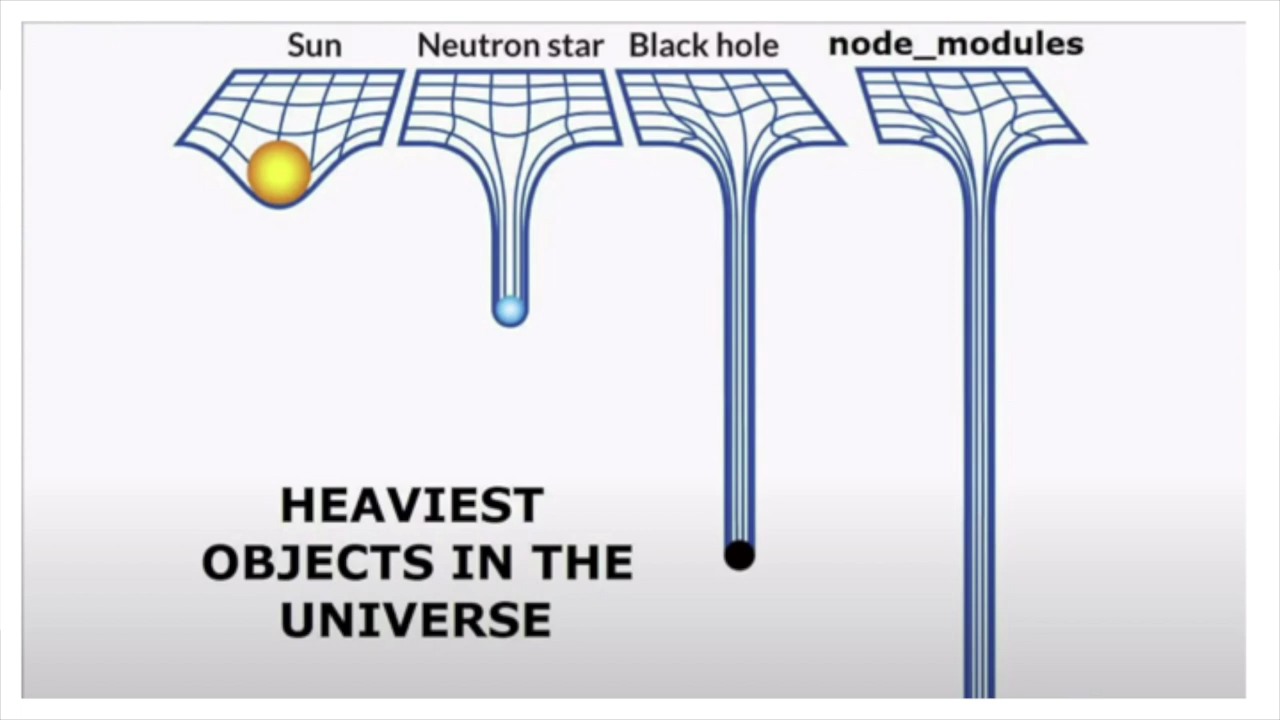 Sun Neutron star Black hole node_modules
HEAVIEST
OBJECTS IN THE
UNIVERSE